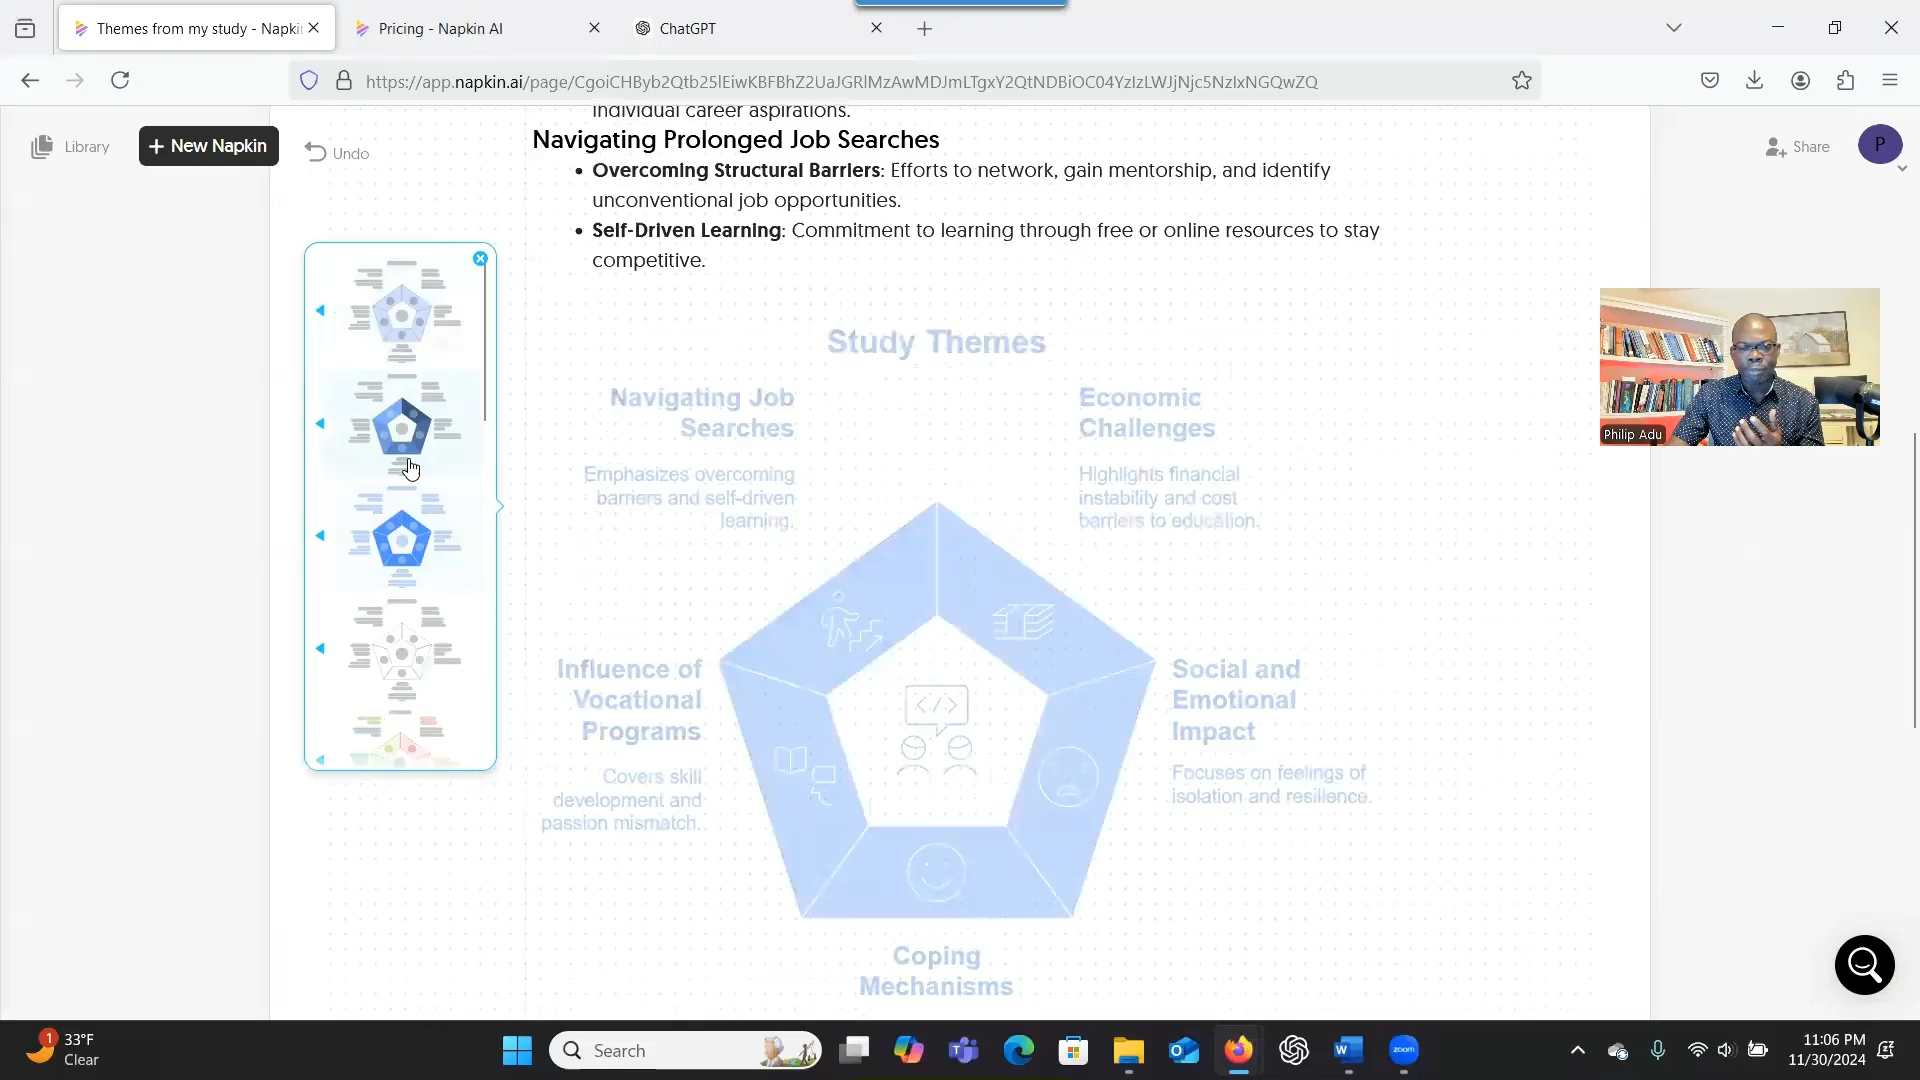 Themes from my study - Napki
Pricing - Napkin AI
ChatGPT
https://app.napkin.ai/page/CgoiCHByb2Qtb25lEiwKBFBhZ2UaJGRlMzAwMDJmLTgxY2QtNDBiOC04YzIzLWJjNjc5NzIxNGQwZQ
Library
+ New Napkin
Undo
Share
P
individual career aspirations.
Navigating Prolonged Job Searches
• Overcoming Structural Barriers: Efforts to network, gain mentorship, and identify
unconventional job opportunities.
• Self-Driven Learning: Commitment to learning through free or online resources to stay
competitive.
Study Themes
Navigating Job
Searches
Emphasizes overcoming
barriers and self-driven
learning.
Economic
Challenges
Highlights financial
instability and cost
barriers to education.
Influence of
Vocational
Programs
Covers skill
development and
passion mismatch.
</>
Social and
Emotional
Impact
Focuses on feelings of
isolation and resilience.
Coping
Mechanisms
Philip Adu
1
33°F
Clear
Search
zoom
11:06 PM
11/30/2024